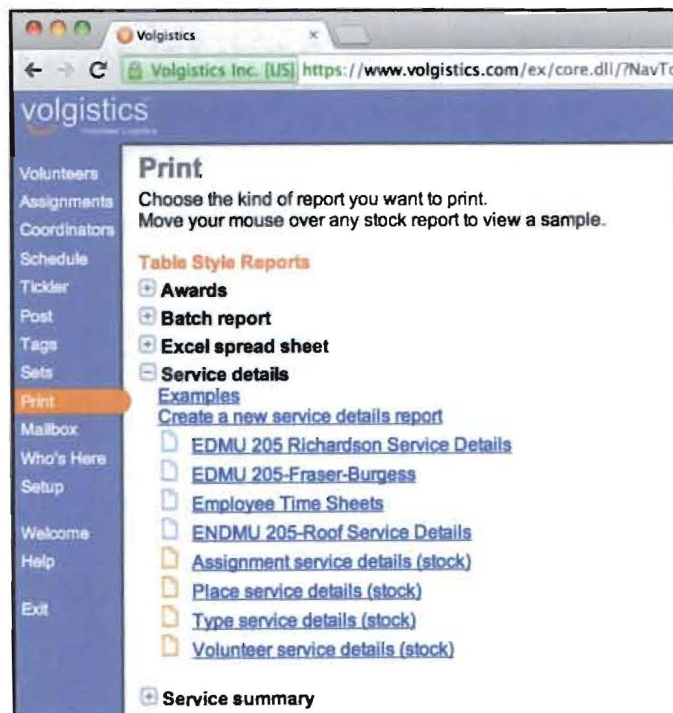 Volgistics
Volgistics Inc. [US] https://www.volgistics.com/ex/core.dll/?NavTo
volgistics
Volunteers
Assignments
Coordinators
Schedule
Tickler
Post
Tags
Sets
Print
Mailbox
Who's Here
Setup
Welcome
Help
Exit
Print
Choose the kind of report you want to print.
Move your mouse over any stock report to view a sample.
Table Style Reports
Awards
Batch report
Excel spread sheet
Service details
Examples
Create a new service details report
EDMU 205 Richardson Service Details
EDMU 205-Fraser-Burgess
Employee Time Sheets
ENDMU 205-Roof Service Details
Assignment service details (stock)
Place service details (stock)
Type service details (stock)
Volunteer service details (stock)
Service summary